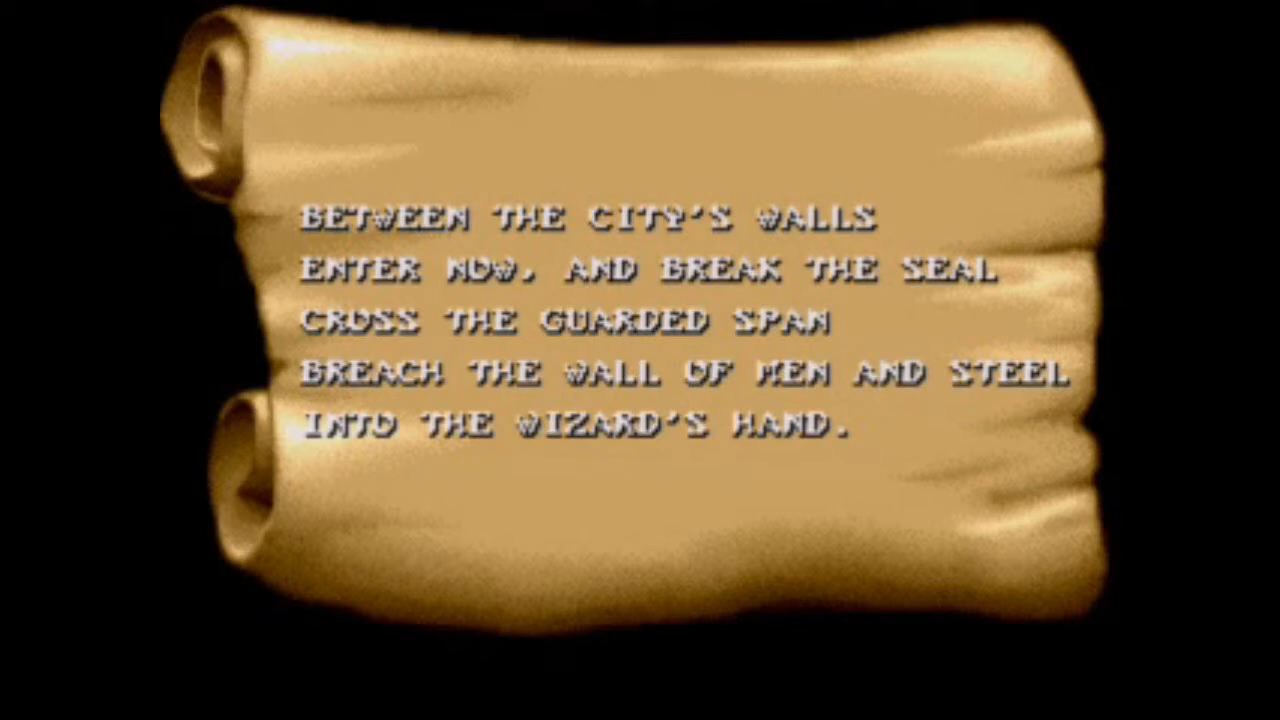 BETWEEN THE CITY'S WALLS
ENTER NOW, AND BREAK THE SEAL
CROSS THE GUARDED SPAN
BREACH THE WALL OF MEN AND STEEL
INTO THE WIZARD'S HAND.